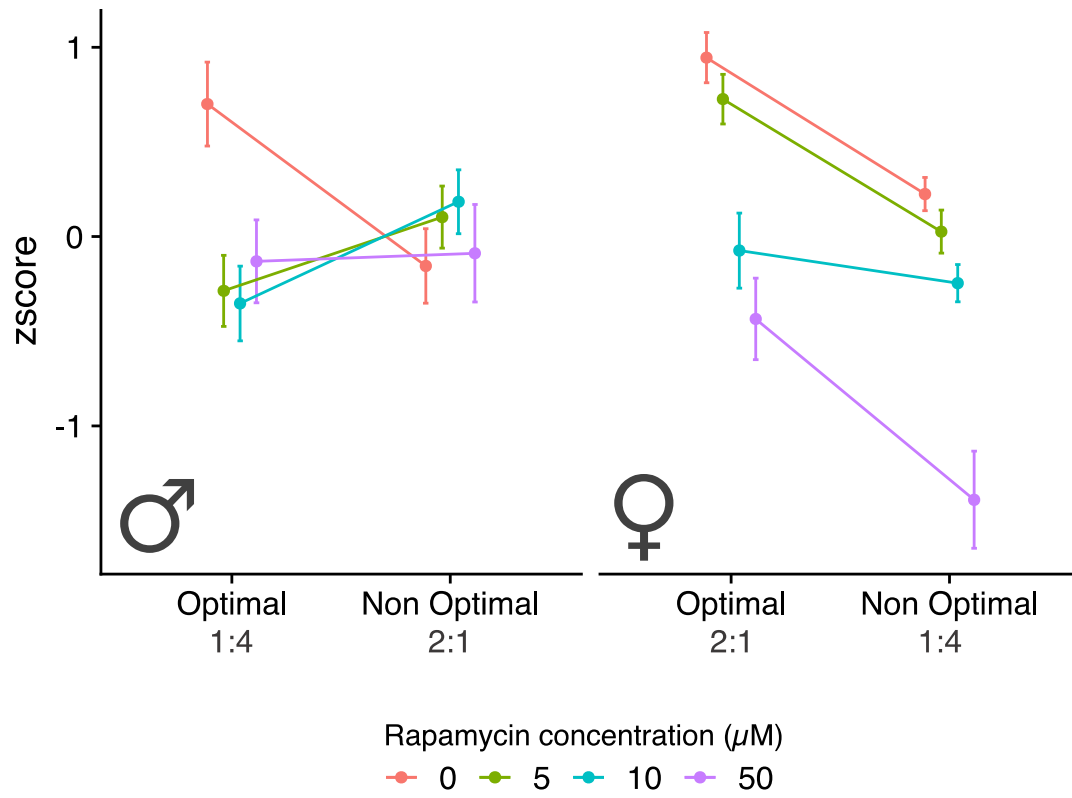 zscore
1
0
-1
♂
♀
Optimal
1:4
Non Optimal
2:1
Optimal
2:1
Non Optimal
1:4
Rapamycin concentration (μM)
0 5 10 50